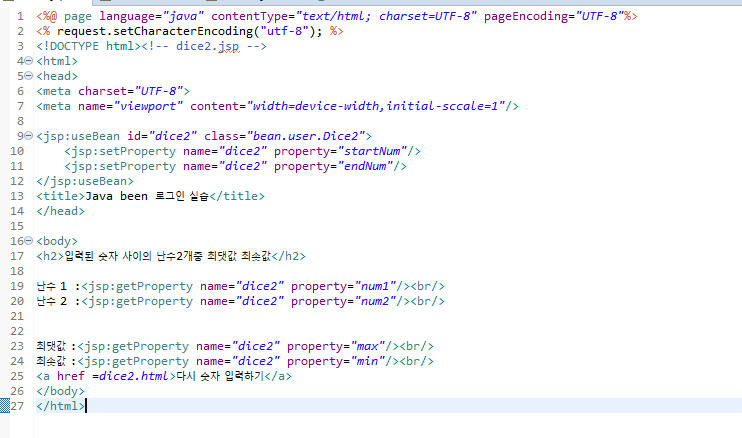 1 <%@ page language="java" contentType="text/html; charset=UTF-8" pageEncoding="UTF-8"%>
2 <% request.setCharacterEncoding("utf-8"); %>
3 <!DOCTYPE html><!-- dice2.jsp -->
4 <html>
5 <head>
6 <meta charset="UTF-8">
7 <meta name="viewport" content="width=device-width,initial-sccale=1"/>
8
9 <jsp:useBean id="dice2" class="bean.user.Dice2">
10     <jsp:setProperty name="dice2" property="startNum"/>
11     <jsp:setProperty name="dice2" property="endNum"/>
12 </jsp:useBean>
13 <title>Java been 로그인 실습</title>
14 </head>
15
16 <body>
17 <h2>입력된 숫자 사이의 난수2개중 최댓값 최솟값</h2>
18
19 난수 1 :<jsp:getProperty name="dice2" property="num1"/><br/>
20 난수 2 :<jsp:getProperty name="dice2" property="num2"/><br/>
21
22
23 최댓값 :<jsp:getProperty name="dice2" property="max"/><br/>
24 최솟값 :<jsp:getProperty name="dice2" property="min"/><br/>
25 <a href =dice2.html>다시 숫자 입력하기</a>
26 </body>
27 </html>